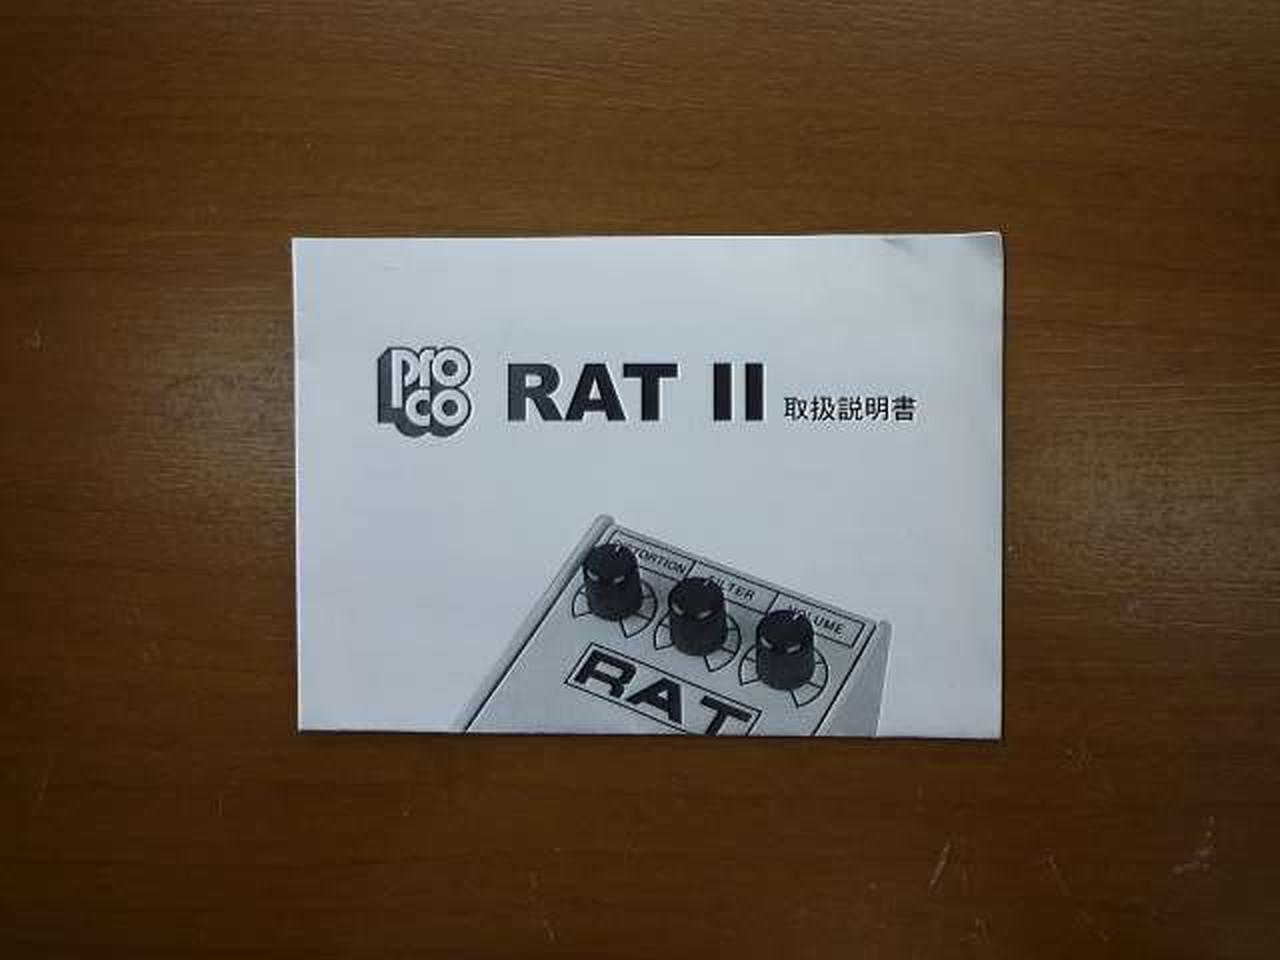 pro
co
RAT II 取扱説明書
DISTORTION FILTER VOLUME
RAT